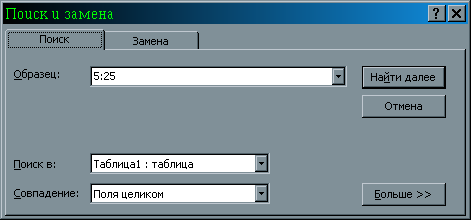 Поиск и замена
Поиск Замена
Образец: 5:25 Найти далее
Отмена
Поиск в: Таблица1 : таблица
Совпадение: Поля целиком Больше >>